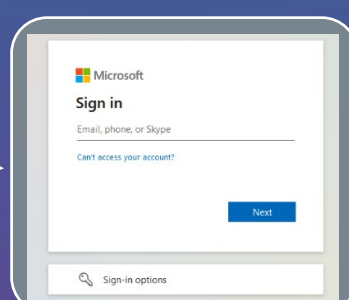 Microsoft
Sign in
Email, phone, or Skype
Can't access your account?
Next
Sign-in options